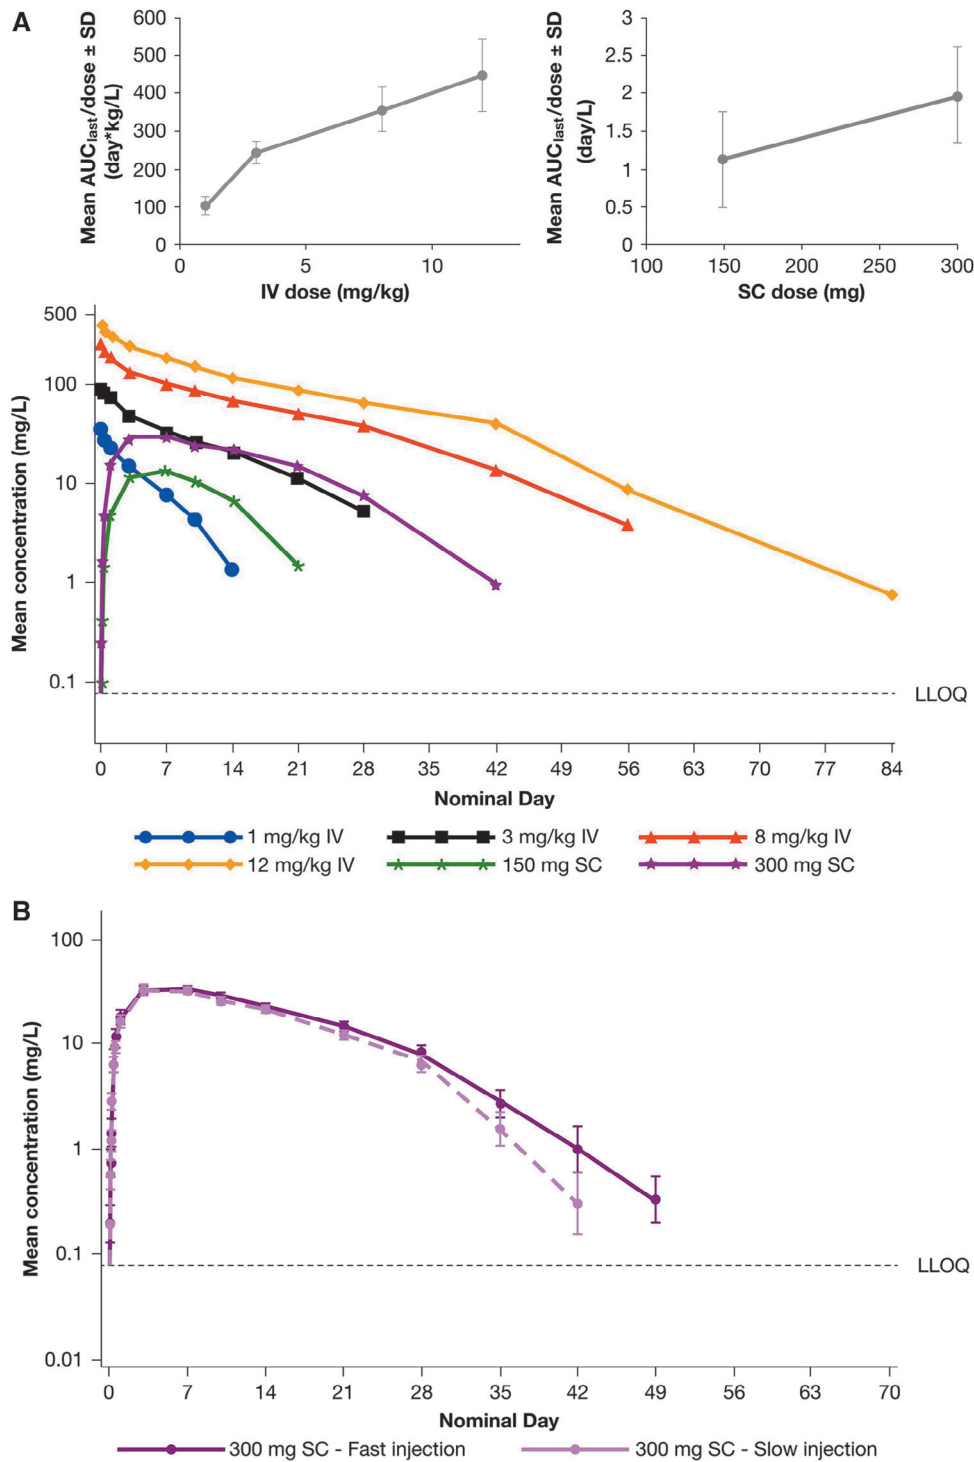 A
Mean AUClast/dose ± SD
(day*kg/L)
600
500
400
300
200
100
0
0 5 10
IV dose (mg/kg)
Mean AUClast/dose ± SD
(day/L)
3
2.5
2
1.5
1
0.5
0
100 150 200 250 300
SC dose (mg)
Mean concentration (mg/L)
500
100
10
1
0.1
LLOQ
0 7 14 21 28 35 42 49 56 63 70 77 84
Nominal Day
1 mg/kg IV 3 mg/kg IV 8 mg/kg IV
12 mg/kg IV 150 mg SC 300 mg SC
B
Mean concentration (mg/L)
100
10
1
0.1
LLOQ
0.01
0 7 14 21 28 35 42 49 56 63 70
Nominal Day
300 mg SC - Fast injection 300 mg SC - Slow injection